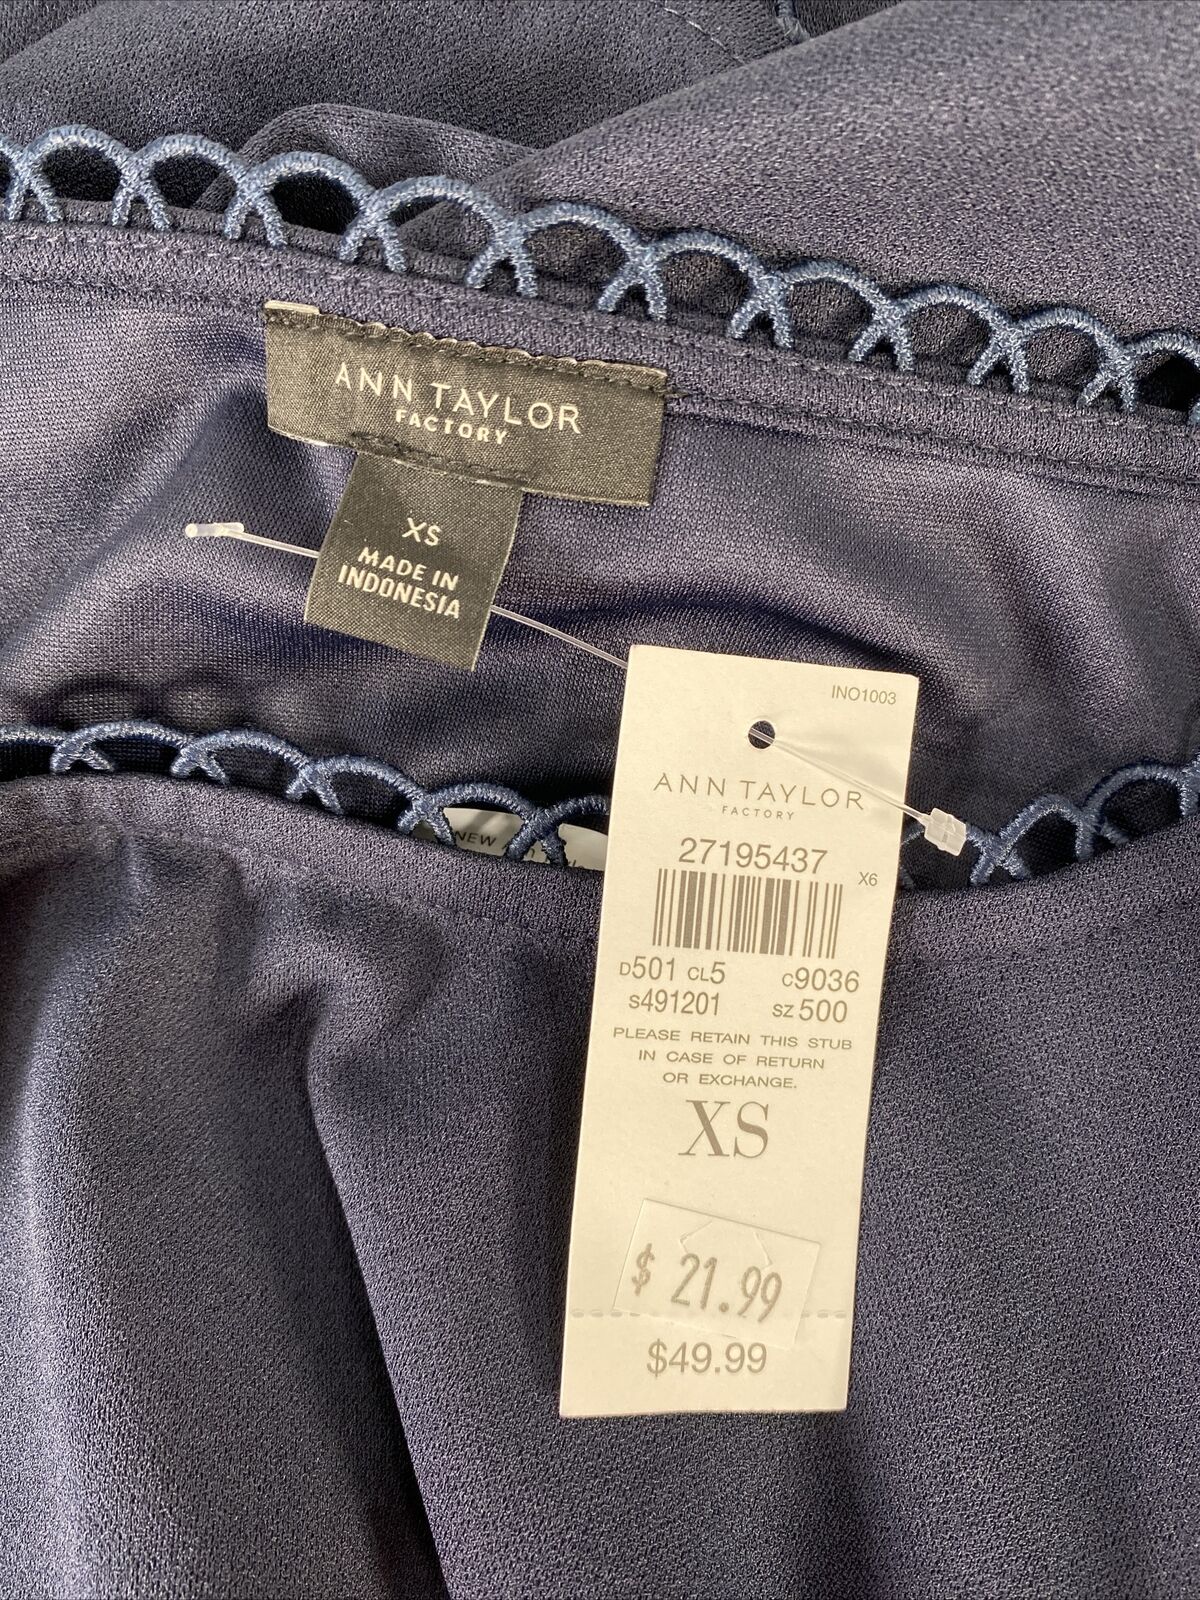 ANN TAYLOR
FACTORY
XS
MADE IN
INDONESIA
INO1003
ANN TAYLOR
FACTORY
27195437
X6
D501 CL5 C9036
S491201 SZ 500
PLEASE RETAIN THIS STUB
IN CASE OF RETURN
OR EXCHANGE.
XS
$ 21.99
$49.99
NEW